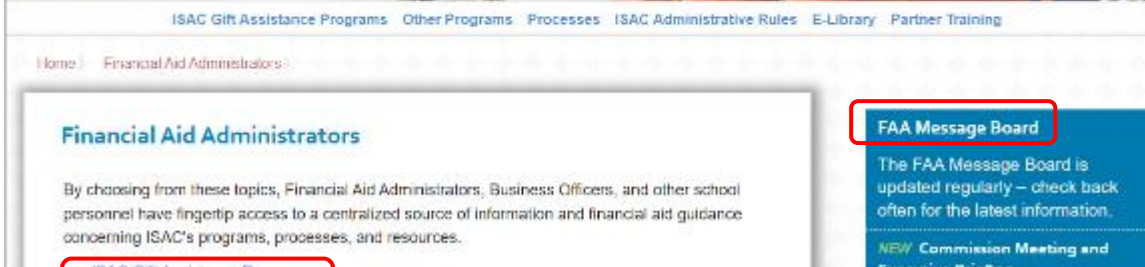 ISAC Gift Assistance Programs Other Programs Processes ISAC Administrative Rules E-Library Partner Training
Home Financial Aid Administrators
Financial Aid Administrators
By choosing from these topics, Financial Aid Administrators, Business Officers, and other school
personnel have fingertip access to a centralized source of information and financial aid guidance
concerning ISAC's programs, processes, and resources.
FAA Message Board
The FAA Message Board is
updated regularly – check back
often for the latest information.
NEW Commission Meeting and